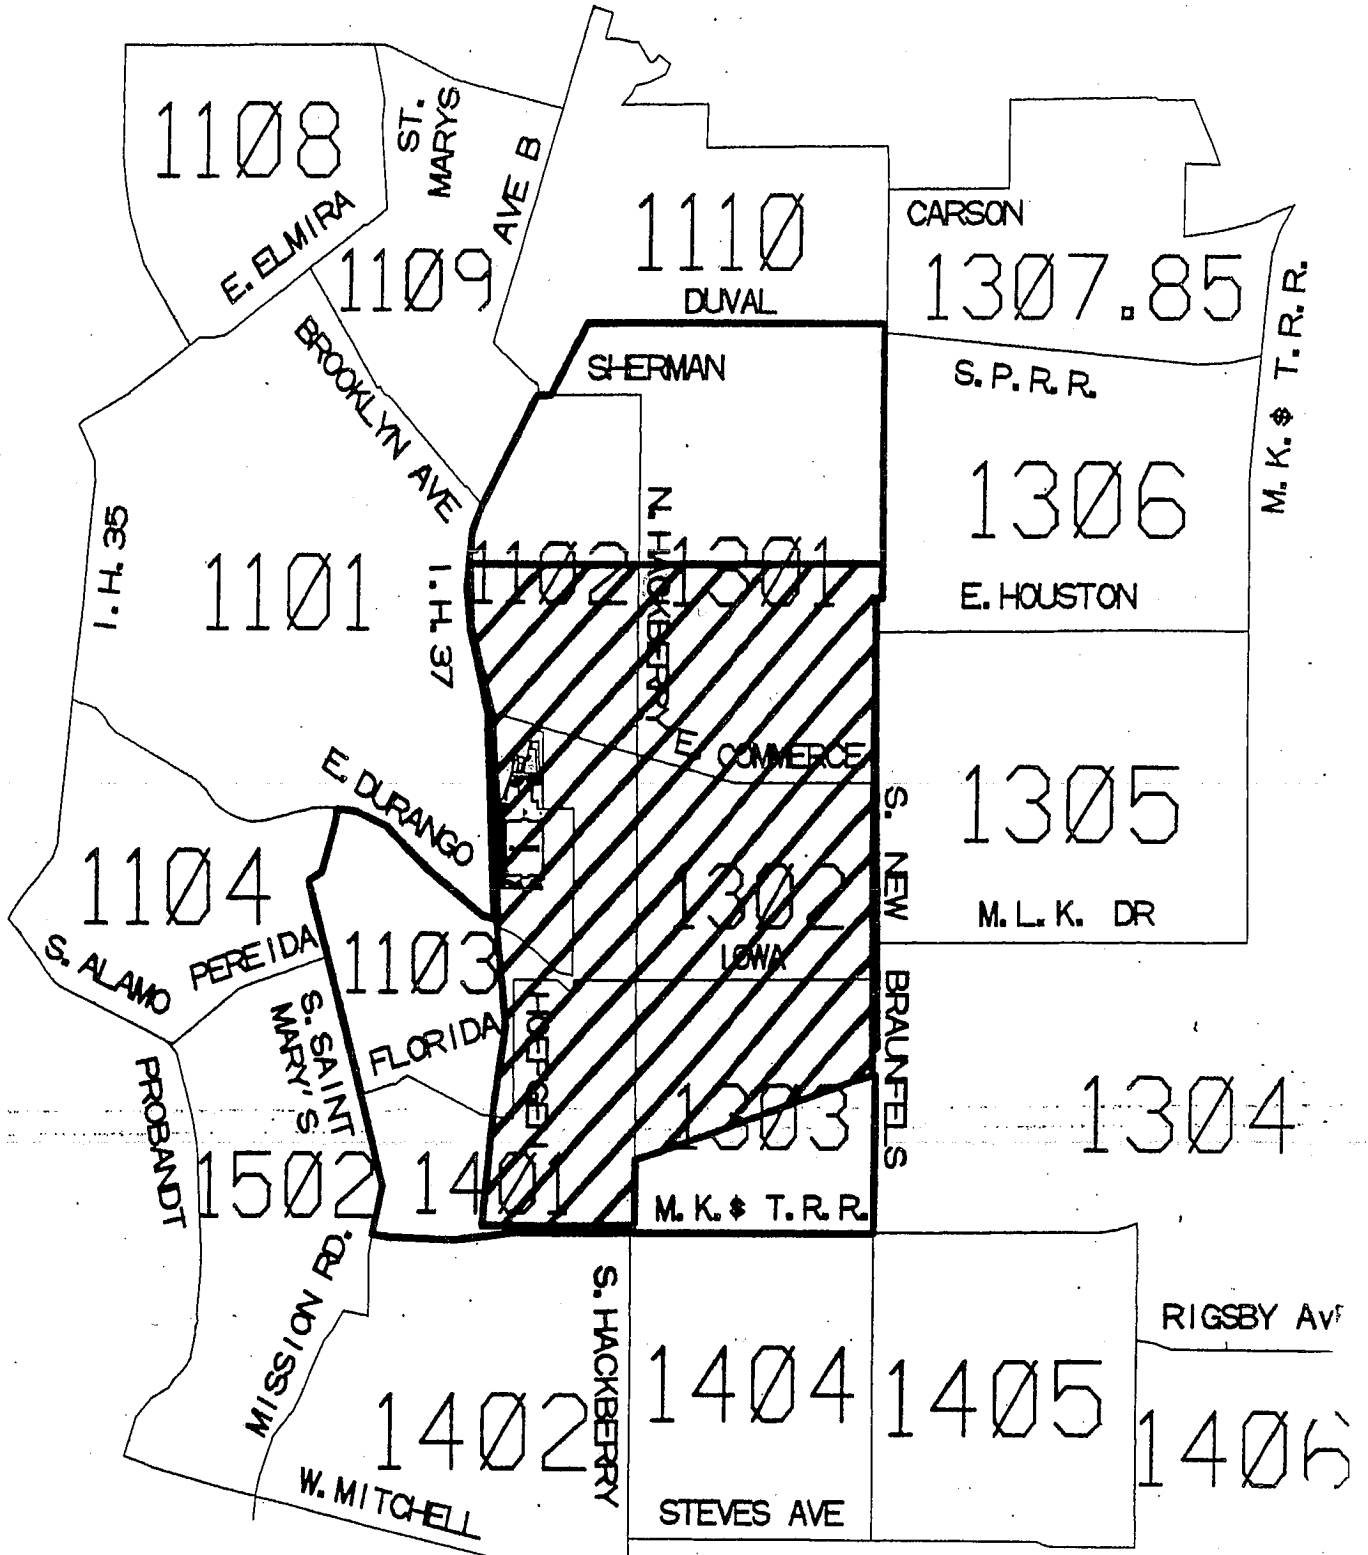 1108
ST.
MARYS
AVE B
E. ELMIRA
1109
1110
DUVAL
CARSON
1307.85
M. K. $ T. R. R.
BROOKLYN AVE
SHERMAN
S. P. R. R.
1306
I. H. 35
1101
I. H. 37
1102
N. HACKBERRY
1301
E. HOUSTON
E. COMMERCE
E. DURANGO
1305
S. NEW BRAUNFELS
1104
1302
M. L. K. DR
S. ALAMO
PEREIDA
1103
IOWA
S. SAINT
MARY'S
FLORIDA
PROBANDT
1303
1304
1502
1401
M. K. $ T. R. R.
MISSION RD.
S. HACKBERRY
RIGSBY AV
1404
1405
1402
1406
W. MITCHELL
STEVES AVE